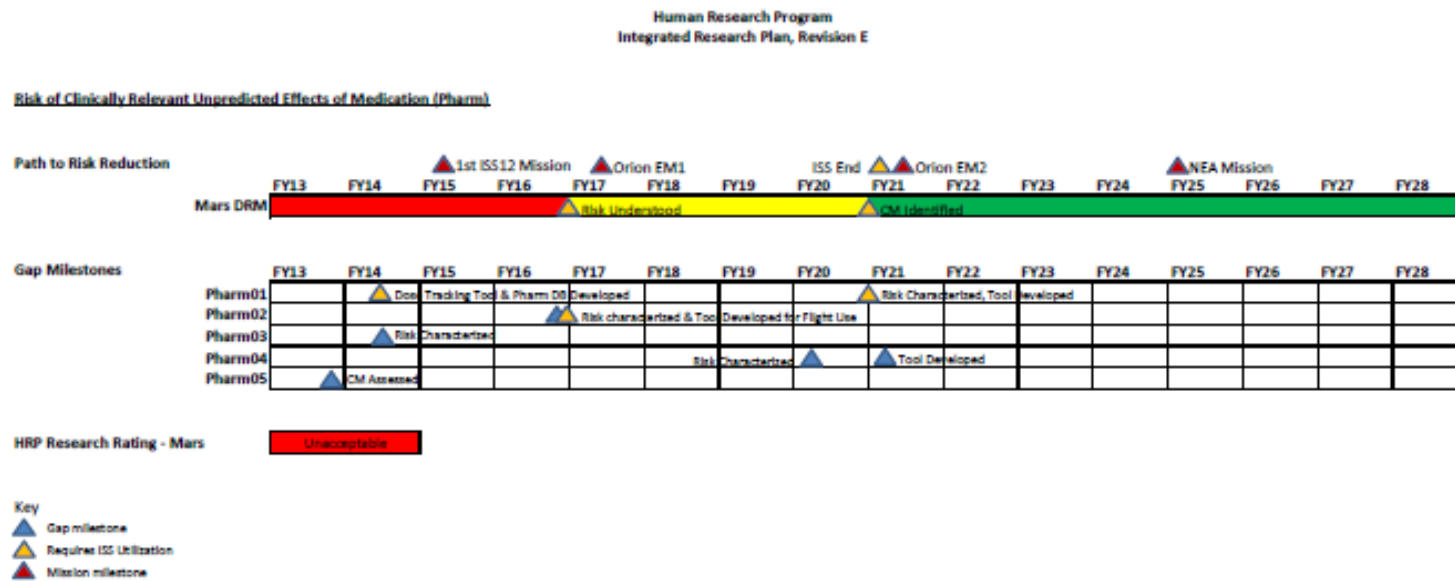 Human Research Program
Integrated Research Plan, Revision E
Risk of Clinically Relevant Unpredicted Effects of Medication (Pharm)
Path to Risk Reduction
1st ISS12 Mission Orion EM1 ISS End Orion EM2 NEA Mission
FY13 FY14 FY15 FY16 FY17 FY18 FY19 FY20 FY21 FY22 FY23 FY24 FY25 FY26 FY27 FY28
Mars DRM Risk Understood CM Identified
Gap Milestones FY13 FY14 FY15 FY16 FY17 FY18 FY19 FY20 FY21 FY22 FY23 FY24 FY25 FY26 FY27 FY28
Pharm01 Dose Tracking Tool & Pharm DB Developed Risk Characterized, Tool Developed
Pharm02 Risk characterized & Tool Developed for Flight Use
Pharm03 Risk Characterized
Pharm04 Risk Characterized Tool Developed
Pharm05 CM Assessed
HRP Research Rating - Mars Unacceptable
Key
Gap milestone
Requires ISS Utilization
Mission milestone